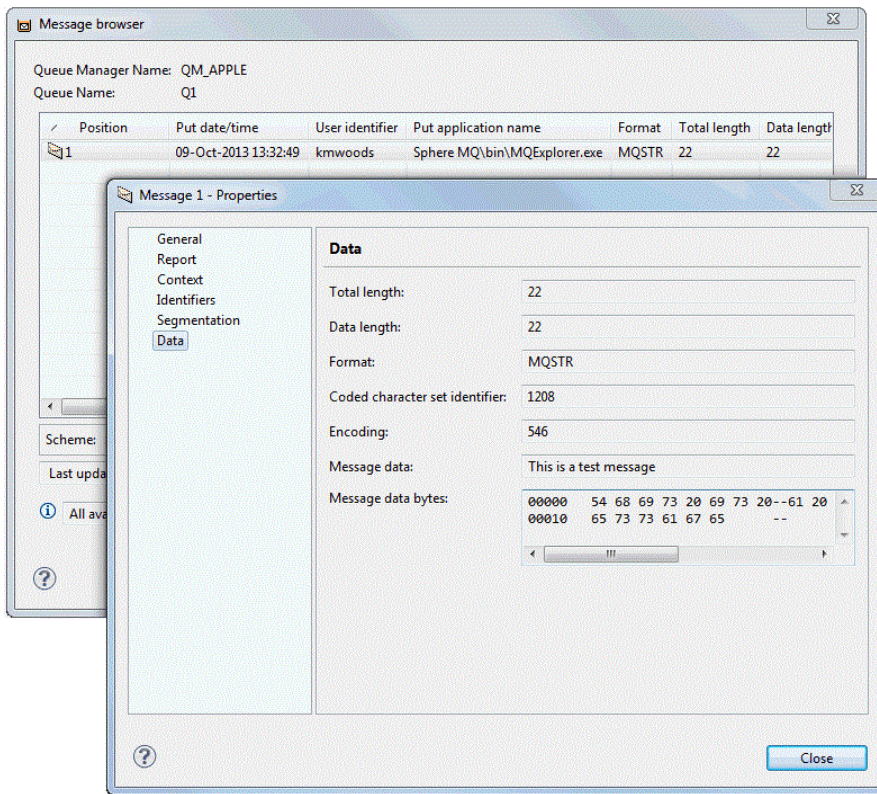 Message browser
Queue Manager Name: QM_APPLE
Queue Name: Q1
Position Put date/time User identifier Put application name Format Total length Data length
1 09-Oct-2013 13:32:49 kmwoods Sphere MQ\bin\MQExplorer.exe MQSTR 22 22
Message 1 - Properties
General
Report
Context
Identifiers
Segmentation
Data
Data
Total length: 22
Data length: 22
Format: MQSTR
Coded character set identifier: 1208
Encoding: 546
Message data: This is a test message
Message data bytes: 00000 54 68 69 73 20 69 73 20--61 20
00010 65 73 73 61 67 65 --
Scheme:
Last upda
All ava
Close